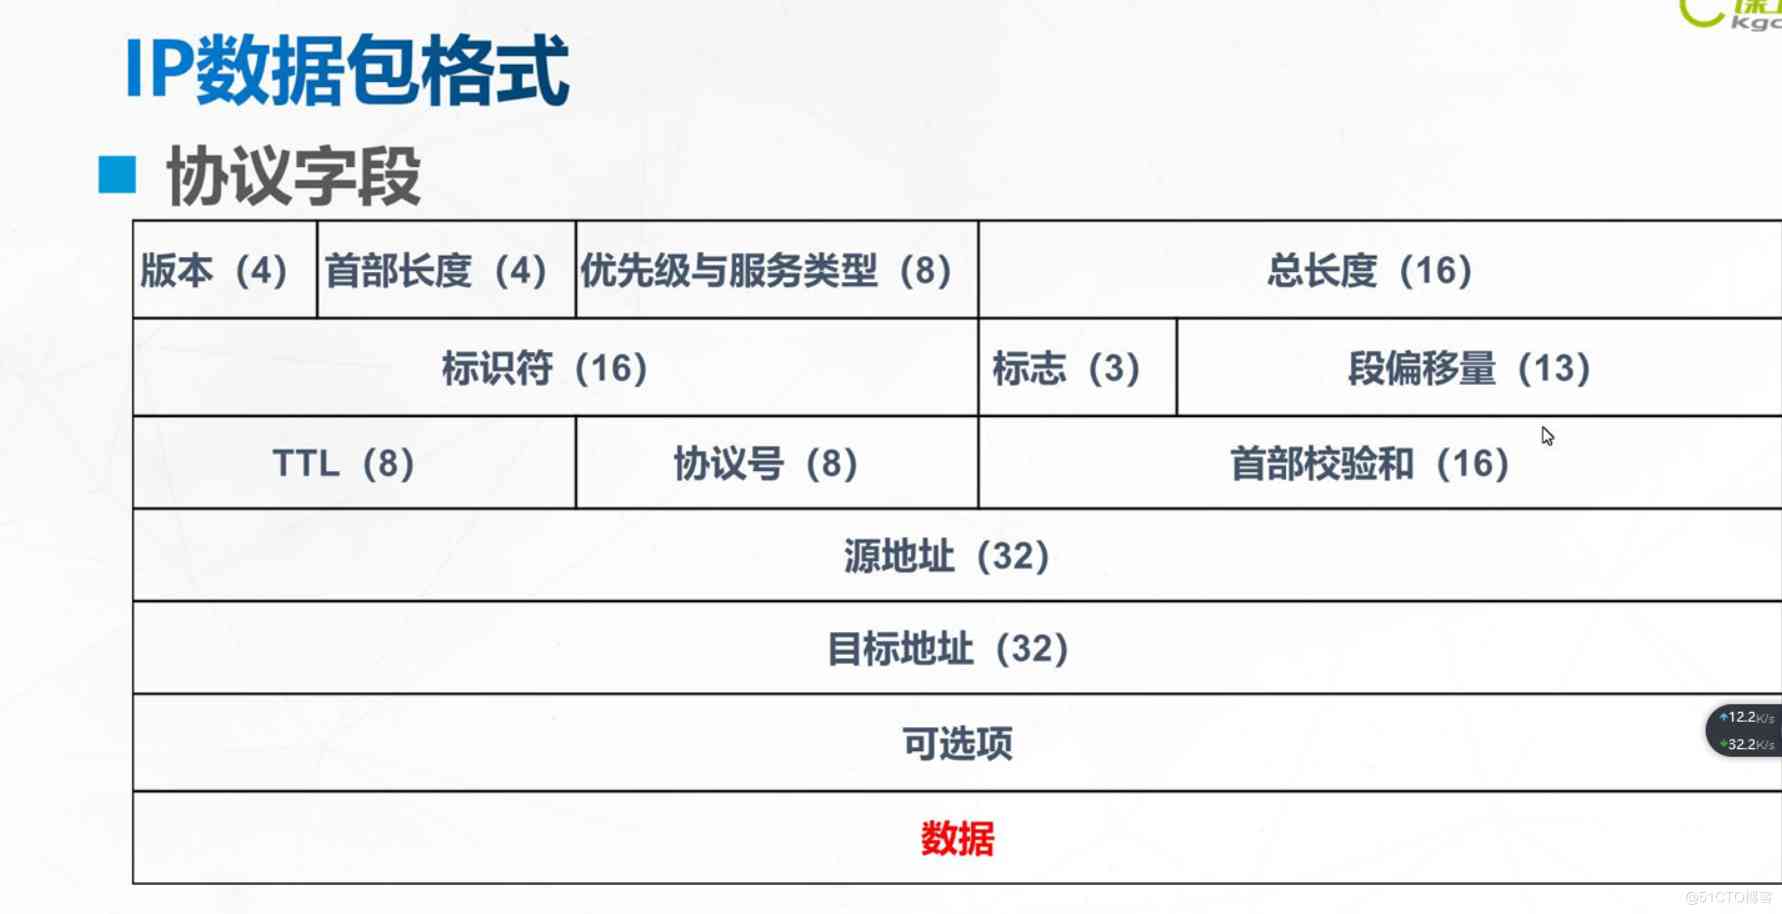 IP数据包格式
协议字段
版本（4） 首部长度（4） 优先级与服务类型（8） 总长度（16）
标识符（16） 标志（3） 段偏移量（13）
TTL（8） 协议号（8） 首部校验和（16）
源地址（32）
目标地址（32）
可选项
数据
12.2K/s
32.2K/s
@51CTO博客